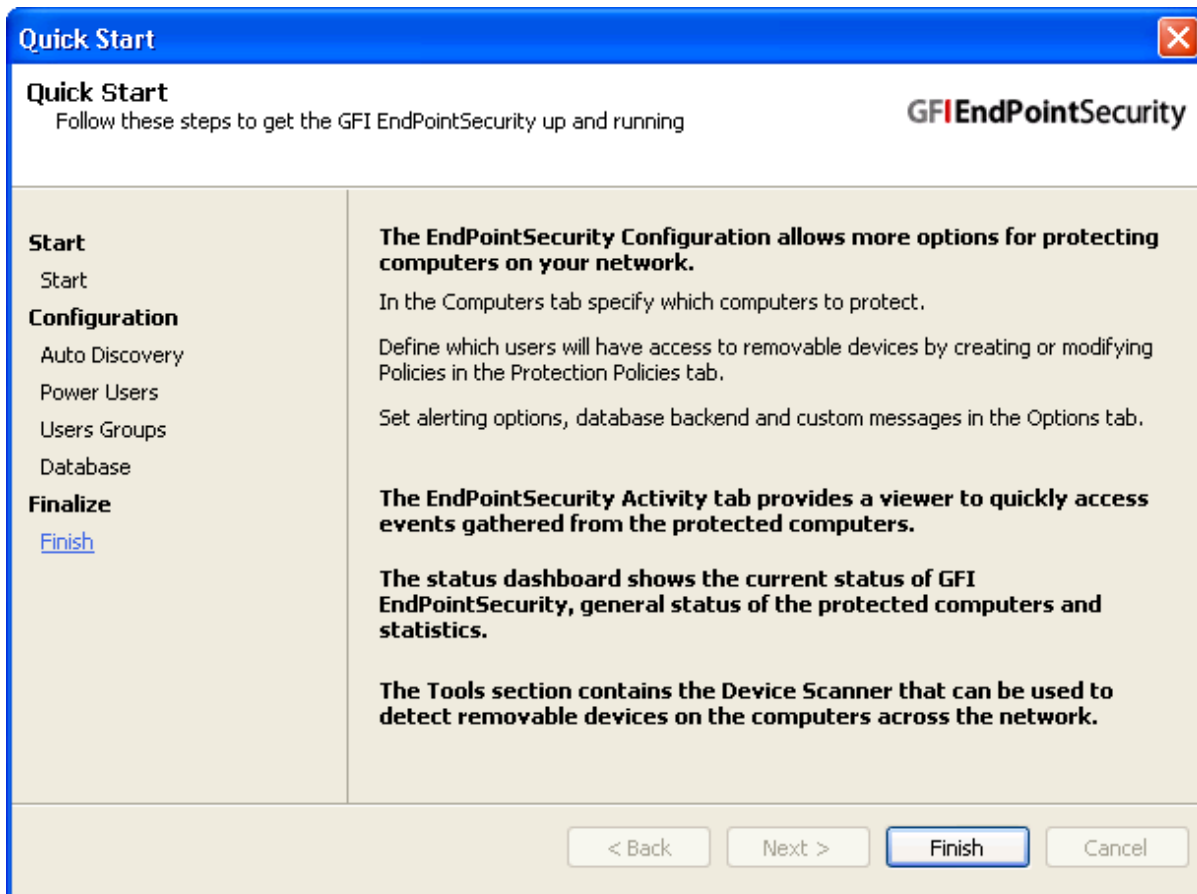 Quick Start
Quick Start
Follow these steps to get the GFI EndPointSecurity up and running
GFIEndPointSecurity
Start
Start
Configuration
Auto Discovery
Power Users
Users Groups
Database
Finalize
Finish
The EndPointSecurity Configuration allows more options for protecting
computers on your network.
In the Computers tab specify which computers to protect.
Define which users will have access to removable devices by creating or modifying
Policies in the Protection Policies tab.
Set alerting options, database backend and custom messages in the Options tab.
The EndPointSecurity Activity tab provides a viewer to quickly access
events gathered from the protected computers.
The status dashboard shows the current status of GFI
EndPointSecurity, general status of the protected computers and
statistics.
The Tools section contains the Device Scanner that can be used to
detect removable devices on the computers across the network.
< Back
Next >
Finish
Cancel